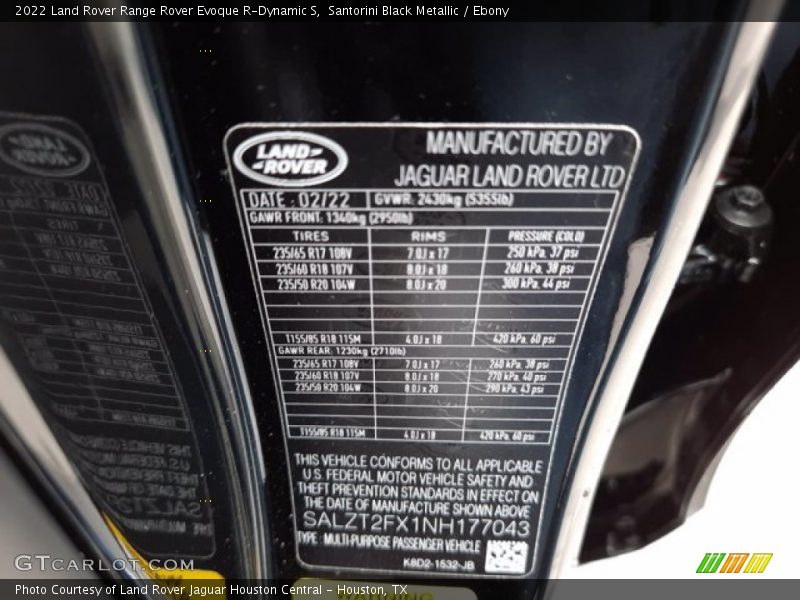 2022 Land Rover Range Rover Evoque R-Dynamic S,  Santorini Black Metallic / Ebony
LAND-
-ROVER
MANUFACTURED BY
JAGUAR LAND ROVER LTD
DATE : 02/22 GVWR: 2430kg (5355lb)
GAWR FRONT: 1340kg (2950lb)
TIRES RIMS PRESSURE (COLD)
235/65 R17 108V 7.0J x 17 250 kPa, 37 psi
235/60 R18 107V 8.0J x 18 260 kPa, 38 psi
235/50 R20 104W 8.0J x 20 300 kPa, 44 psi
T155/85 R18 115M 4.0J x 18 420 kPa, 60 psi
GAWR REAR: 1230kg (2710lb)
235/65 R17 108V 7.0J x 17 260 kPa, 38 psi
235/60 R18 107V 8.0J x 18 270 kPa, 40 psi
235/50 R20 104W 8.0J x 20 290 kPa, 43 psi
T155/85 R18 115M 4.0J x 18 420 kPa, 60 psi
THIS VEHICLE CONFORMS TO ALL APPLICABLE
U.S. FEDERAL MOTOR VEHICLE SAFETY AND
THEFT PREVENTION STANDARDS IN EFFECT ON
THE DATE OF MANUFACTURE SHOWN ABOVE
SALZT2FX1NH177043
TYPE : MULTI-PURPOSE PASSENGER VEHICLE
K8D2-1532-JB
GTCARLOT.COM
Photo Courtesy of Land Rover Jaguar Houston Central - Houston, TX